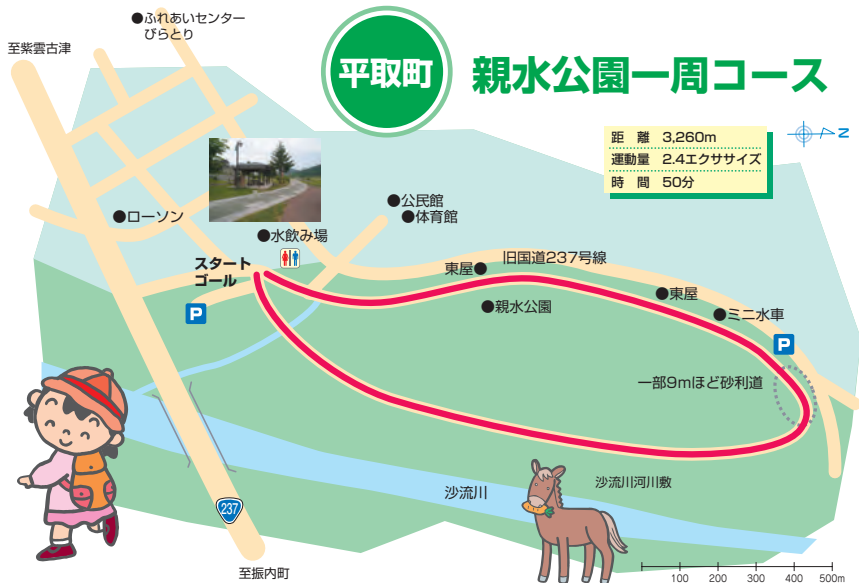 平取町
親水公園一周コース
距　離　3,260m
運動量　2.4エクササイズ
時　間　50分
N
●ふれあいセンター
びらとり
至紫雲古津
●ローソン
●水飲み場
●公民館
●体育館
スタート
ゴール
P
東屋●
旧国道237号線
●親水公園
●東屋
●ミニ水車
P
一部9mほど砂利道
沙流川
沙流川河川敷
237
至振内町
100 200 300 400 500m